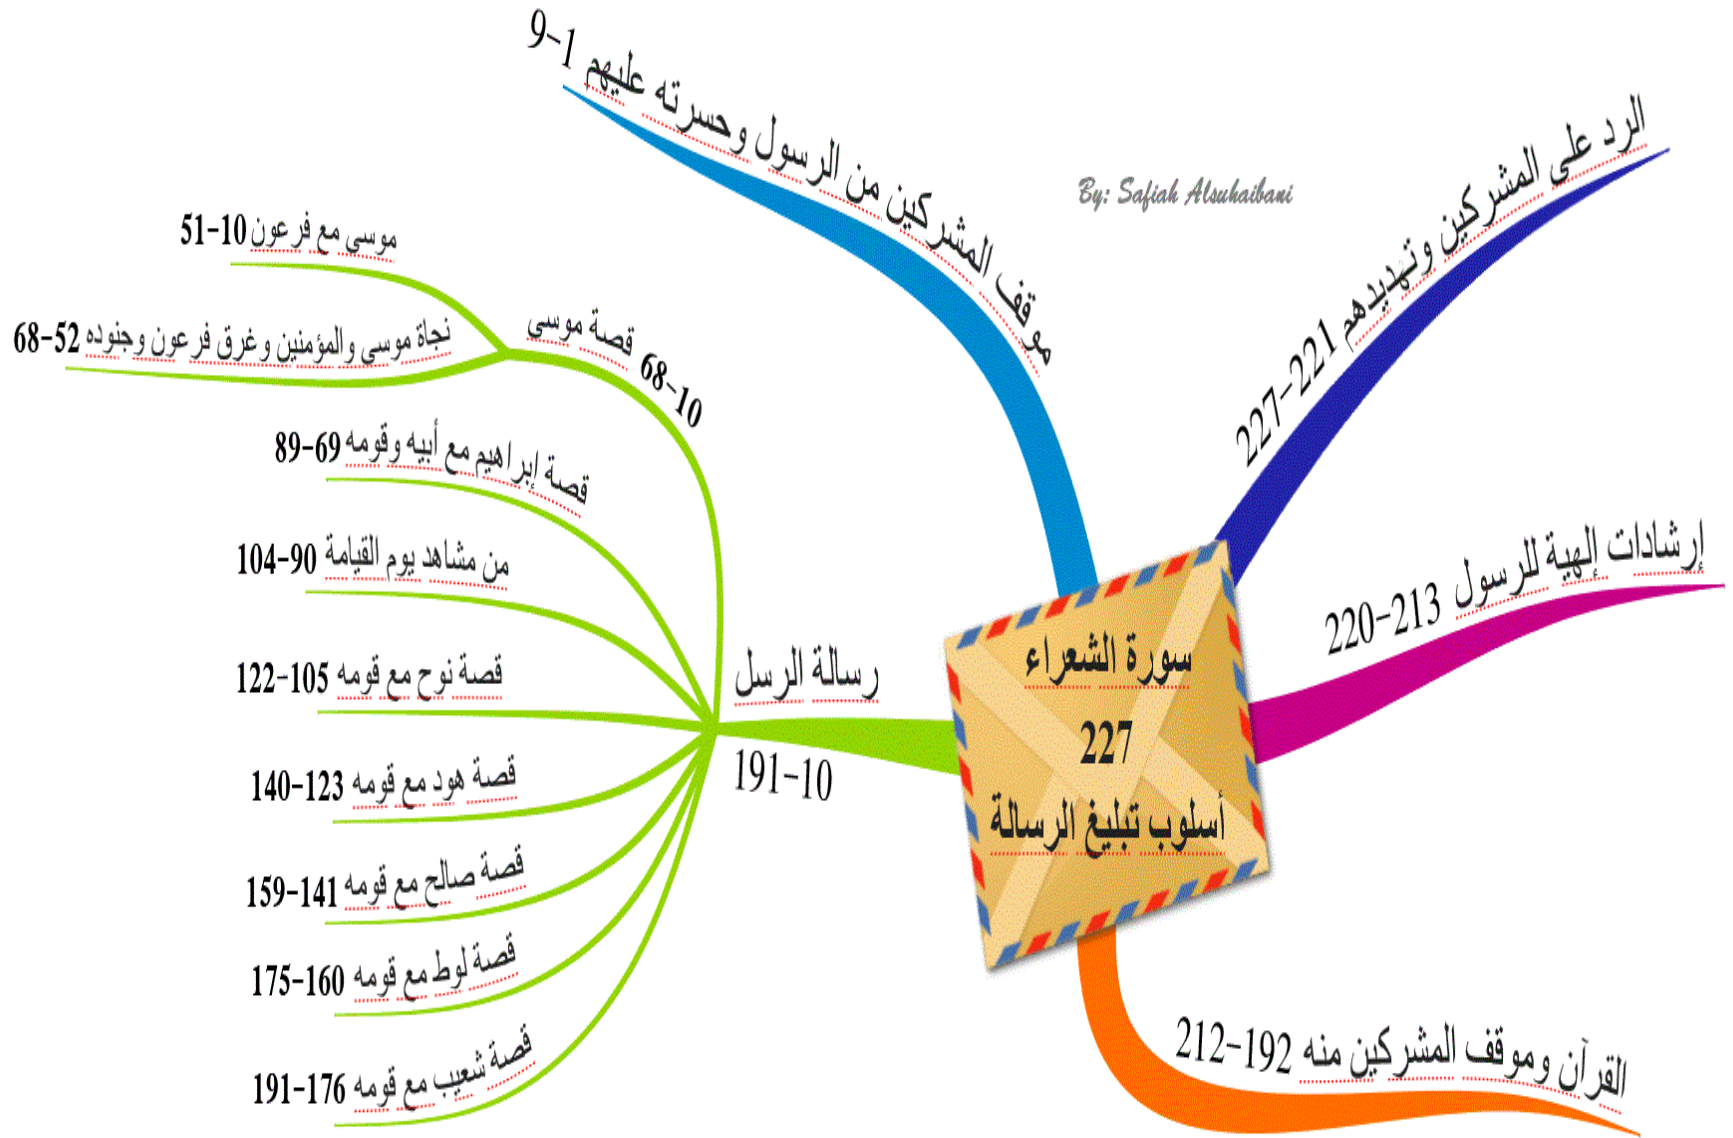 سورة الشعراء
227
أسلوب تبليغ الرسالة
موقف المشركين من الرسول وحسرته عليهم 1-9
رسالة الرسل
10-191
قصة موسى
10-68
موسى مع فرعون 10-51
نجاة موسى والمؤمنين وغرق فرعون وجنوده 52-68
قصة إبراهيم مع أبيه وقومه 69-89
من مشاهد يوم القيامة 90-104
قصة نوح مع قومه 105-122
قصة هود مع قومه 123-140
قصة صالح مع قومه 141-159
قصة لوط مع قومه 160-175
قصة شعيب مع قومه 176-191
القرآن وموقف المشركين منه 192-212
إرشادات إلهية للرسول 213-220
الرد على المشركين وتهديدهم 221-227
By: Safiah Alsuhaibani